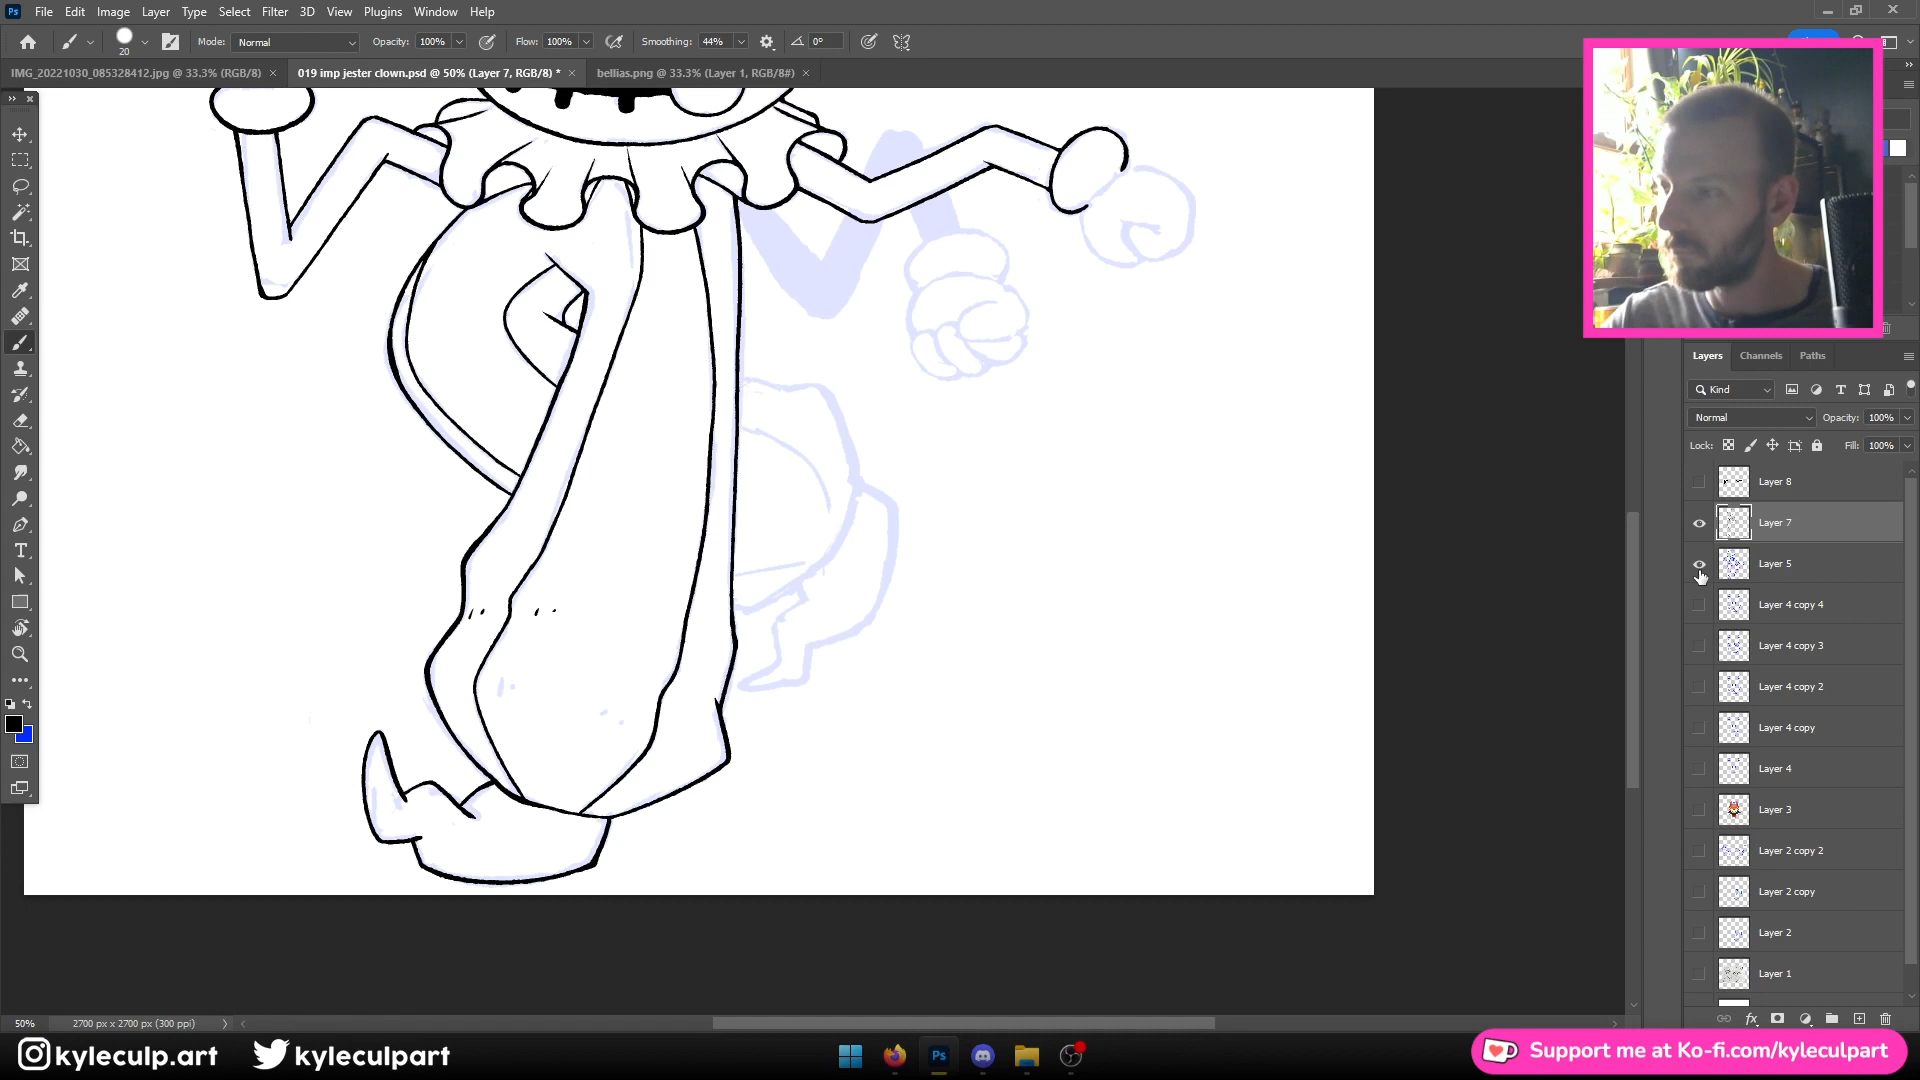 Ps File Edit Image Layer Type Select Filter 3D View Plugins Window Help
20 Mode: Normal Opacity: 100% Flow: 100% Smoothing: 44% 0°
IMG_20221030_085328412.jpg @ 33.3% (RGB/8) × 019 imp jester clown.psd @ 50% (Layer 7, RGB/8) * × bellias.png @ 33.3% (Layer 1, RGB/8#) ×
Layers Channels Paths
Kind
Normal Opacity: 100%
Lock: Fill: 100%
Layer 8
Layer 7
Layer 5
Layer 4 copy 4
Layer 4 copy 3
Layer 4 copy 2
Layer 4 copy
Layer 4
Layer 3
Layer 2 copy 2
Layer 2 copy
Layer 2
Layer 1
fx
50% 2700 px x 2700 px (300 ppi)
kyleculp.art kyleculpart
Ps
Support me at Ko-fi.com/kyleculpart